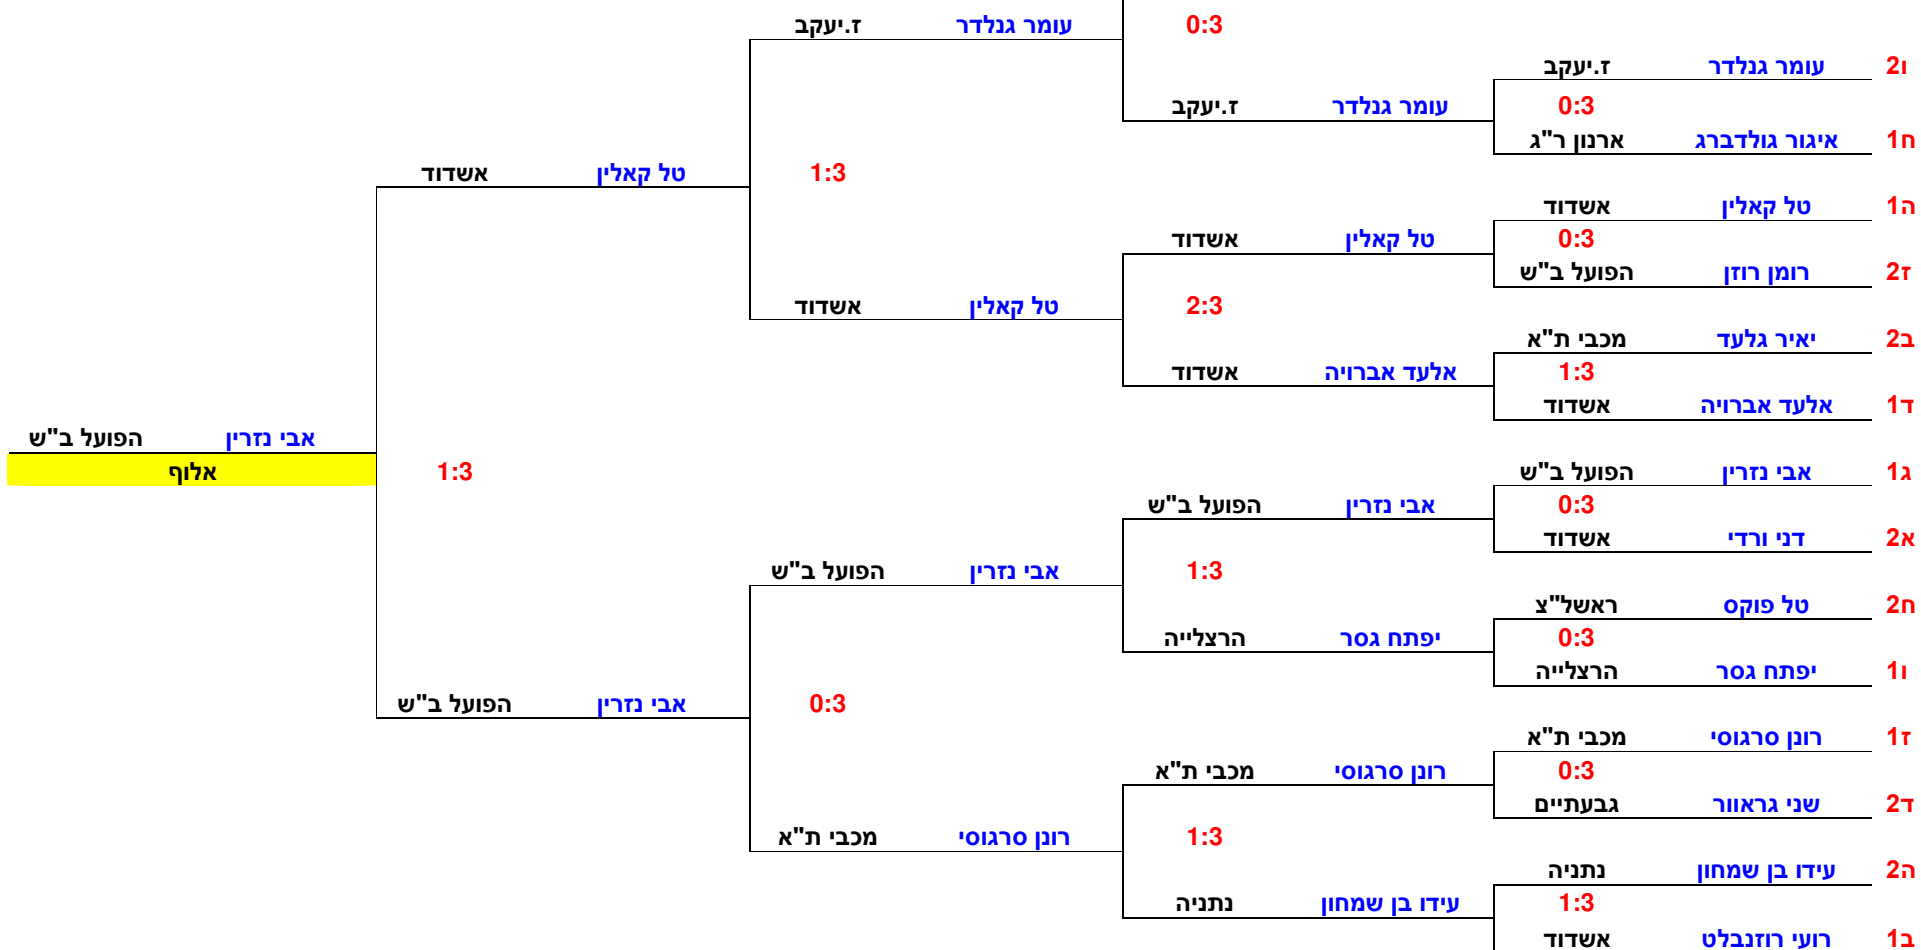 עומר גנלדר ז.יעקב
0:3
ו2 עומר גנלדר ז.יעקב
0:3
עומר גנלדר ז.יעקב
ח1 איגור גולדברג ארנון ר"ג
1:3
טל קאלין אשדוד
ה1 טל קאלין אשדוד
0:3
טל קאלין אשדוד
ז2 רומן רוזן הפועל ב"ש
2:3
טל קאלין אשדוד
ב2 יאיר גלעד מכבי ת"א
1:3
אלעד אברויה אשדוד
ד1 אלעד אברויה אשדוד
אבי נזרין הפועל ב"ש
אלוף
1:3
ג1 אבי נזרין הפועל ב"ש
0:3
אבי נזרין הפועל ב"ש
א2 דני ורדי אשדוד
1:3
אבי נזרין הפועל ב"ש
ח2 טל פוקס ראשל"צ
0:3
יפתח גסר הרצלייה
ו1 יפתח גסר הרצלייה
0:3
אבי נזרין הפועל ב"ש
ז1 רונן סרגוסי מכבי ת"א
0:3
רונן סרגוסי מכבי ת"א
ד2 שני גראוור גבעתיים
1:3
רונן סרגוסי מכבי ת"א
ה2 עידו בן שמחון נתניה
1:3
עידו בן שמחון נתניה
ב1 רועי רוזנבלט אשדוד